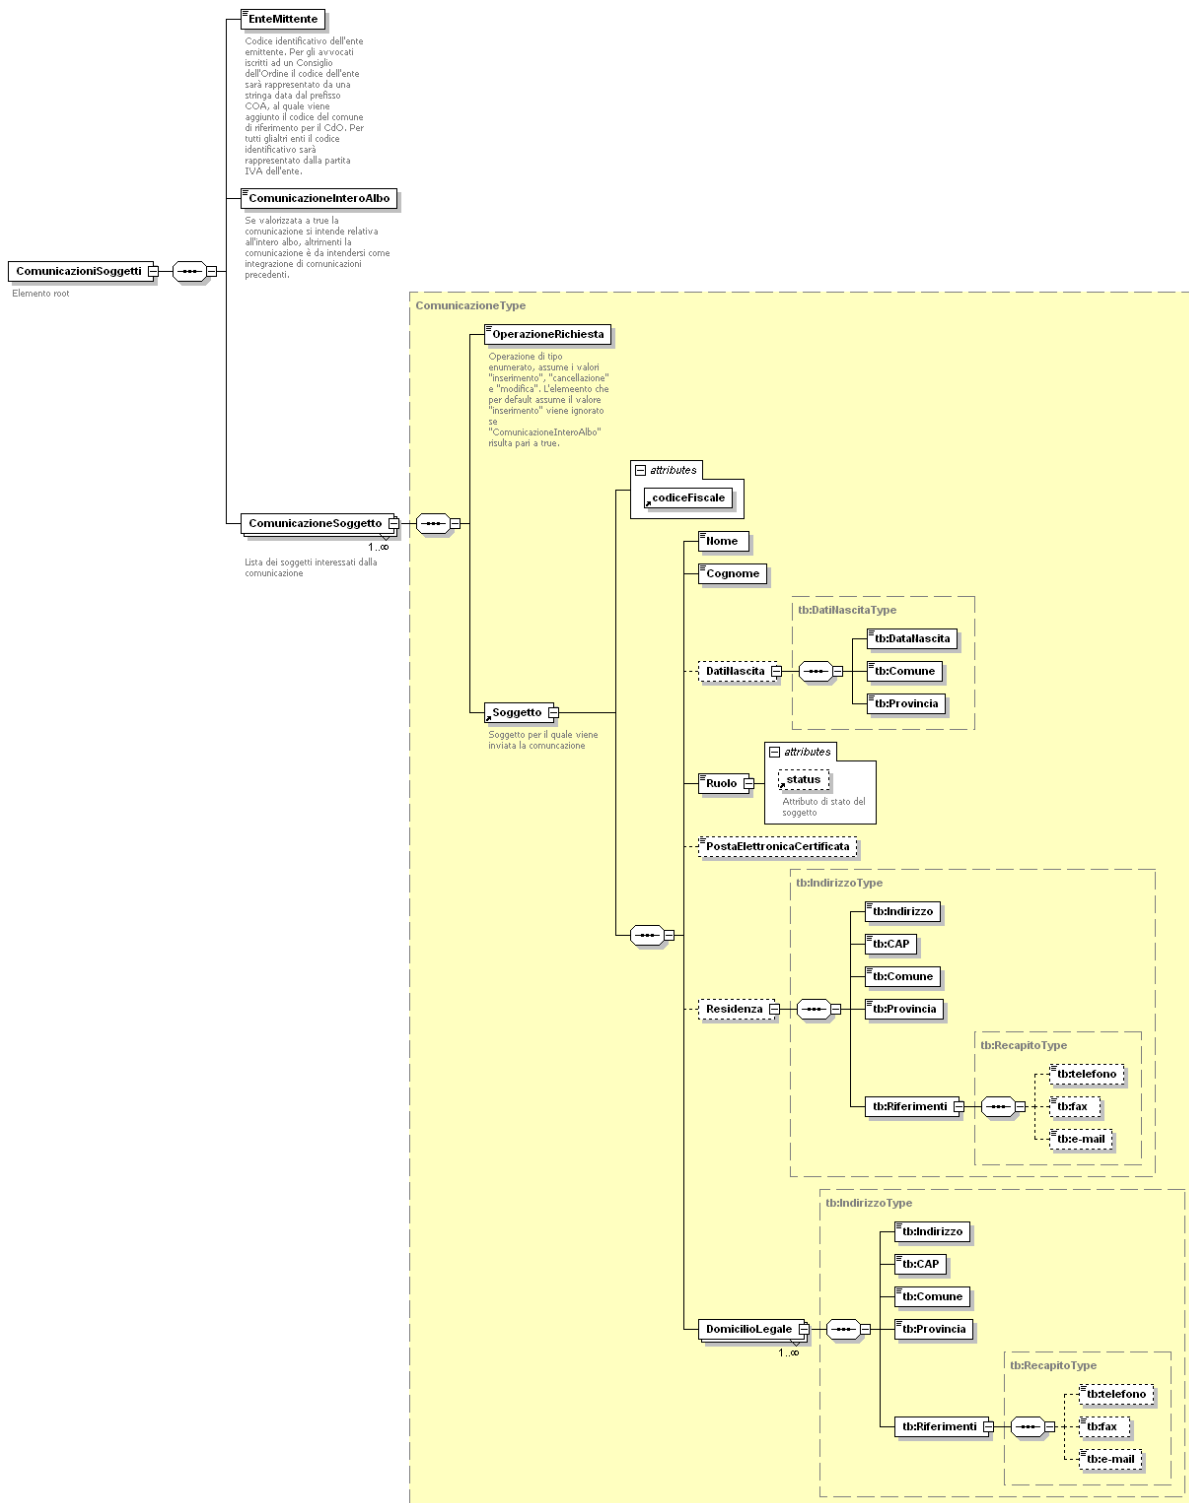 EnteMittente
Codice identificativo dell'ente
emittente. Per gli avvocati
iscritti ad un Consiglio
dell'Ordine il codice dell'ente
sarà rappresentato da una
stringa data dal prefisso
COA, al quale viene
aggiunto il codice del comune
di riferimento per il CdO. Per
tutti glialtri enti il codice
identificativo sarà
rappresentato dalla partita
IVA dell'ente.
ComunicazioneInteroAlbo
Se valorizzata a true la
comunicazione si intende relativa
all'intero albo, altrimenti la
comunicazione è da intendersi come
integrazione di comunicazioni
precedenti.
ComunicazioniSoggetti
Elemento root
ComunicazioneType
OperazioneRichiesta
Operazione di tipo
enumerato, assume i valori
"inserimento", "cancellazione"
e "modifica". L'elemeento che
per default assume il valore
"inserimento" viene ignorato
se
"ComunicazioneInteroAlbo"
risulta pari a true.
attributes
codiceFiscale
ComunicazioneSoggetto
1..∞
Lista dei soggetti interessati dalla
comunicazione
Nome
Cognome
tb:DatiNascitaType
tb:DataNascita
DatiNascita
tb:Comune
tb:Provincia
Soggetto
Soggetto per il quale viene
inviata la comuncazione
attributes
Ruolo
status
Attributo di stato del
soggetto
PostaElettronicaCertificata
tb:IndirizzoType
tb:Indirizzo
tb:CAP
tb:Comune
Residenza
tb:Provincia
tb:RecapitoType
tb:telefono
tb:Riferimenti
tb:fax
tb:e-mail
tb:IndirizzoType
tb:Indirizzo
tb:CAP
tb:Comune
DomicilioLegale
1..∞
tb:Provincia
tb:RecapitoType
tb:telefono
tb:Riferimenti
tb:fax
tb:e-mail